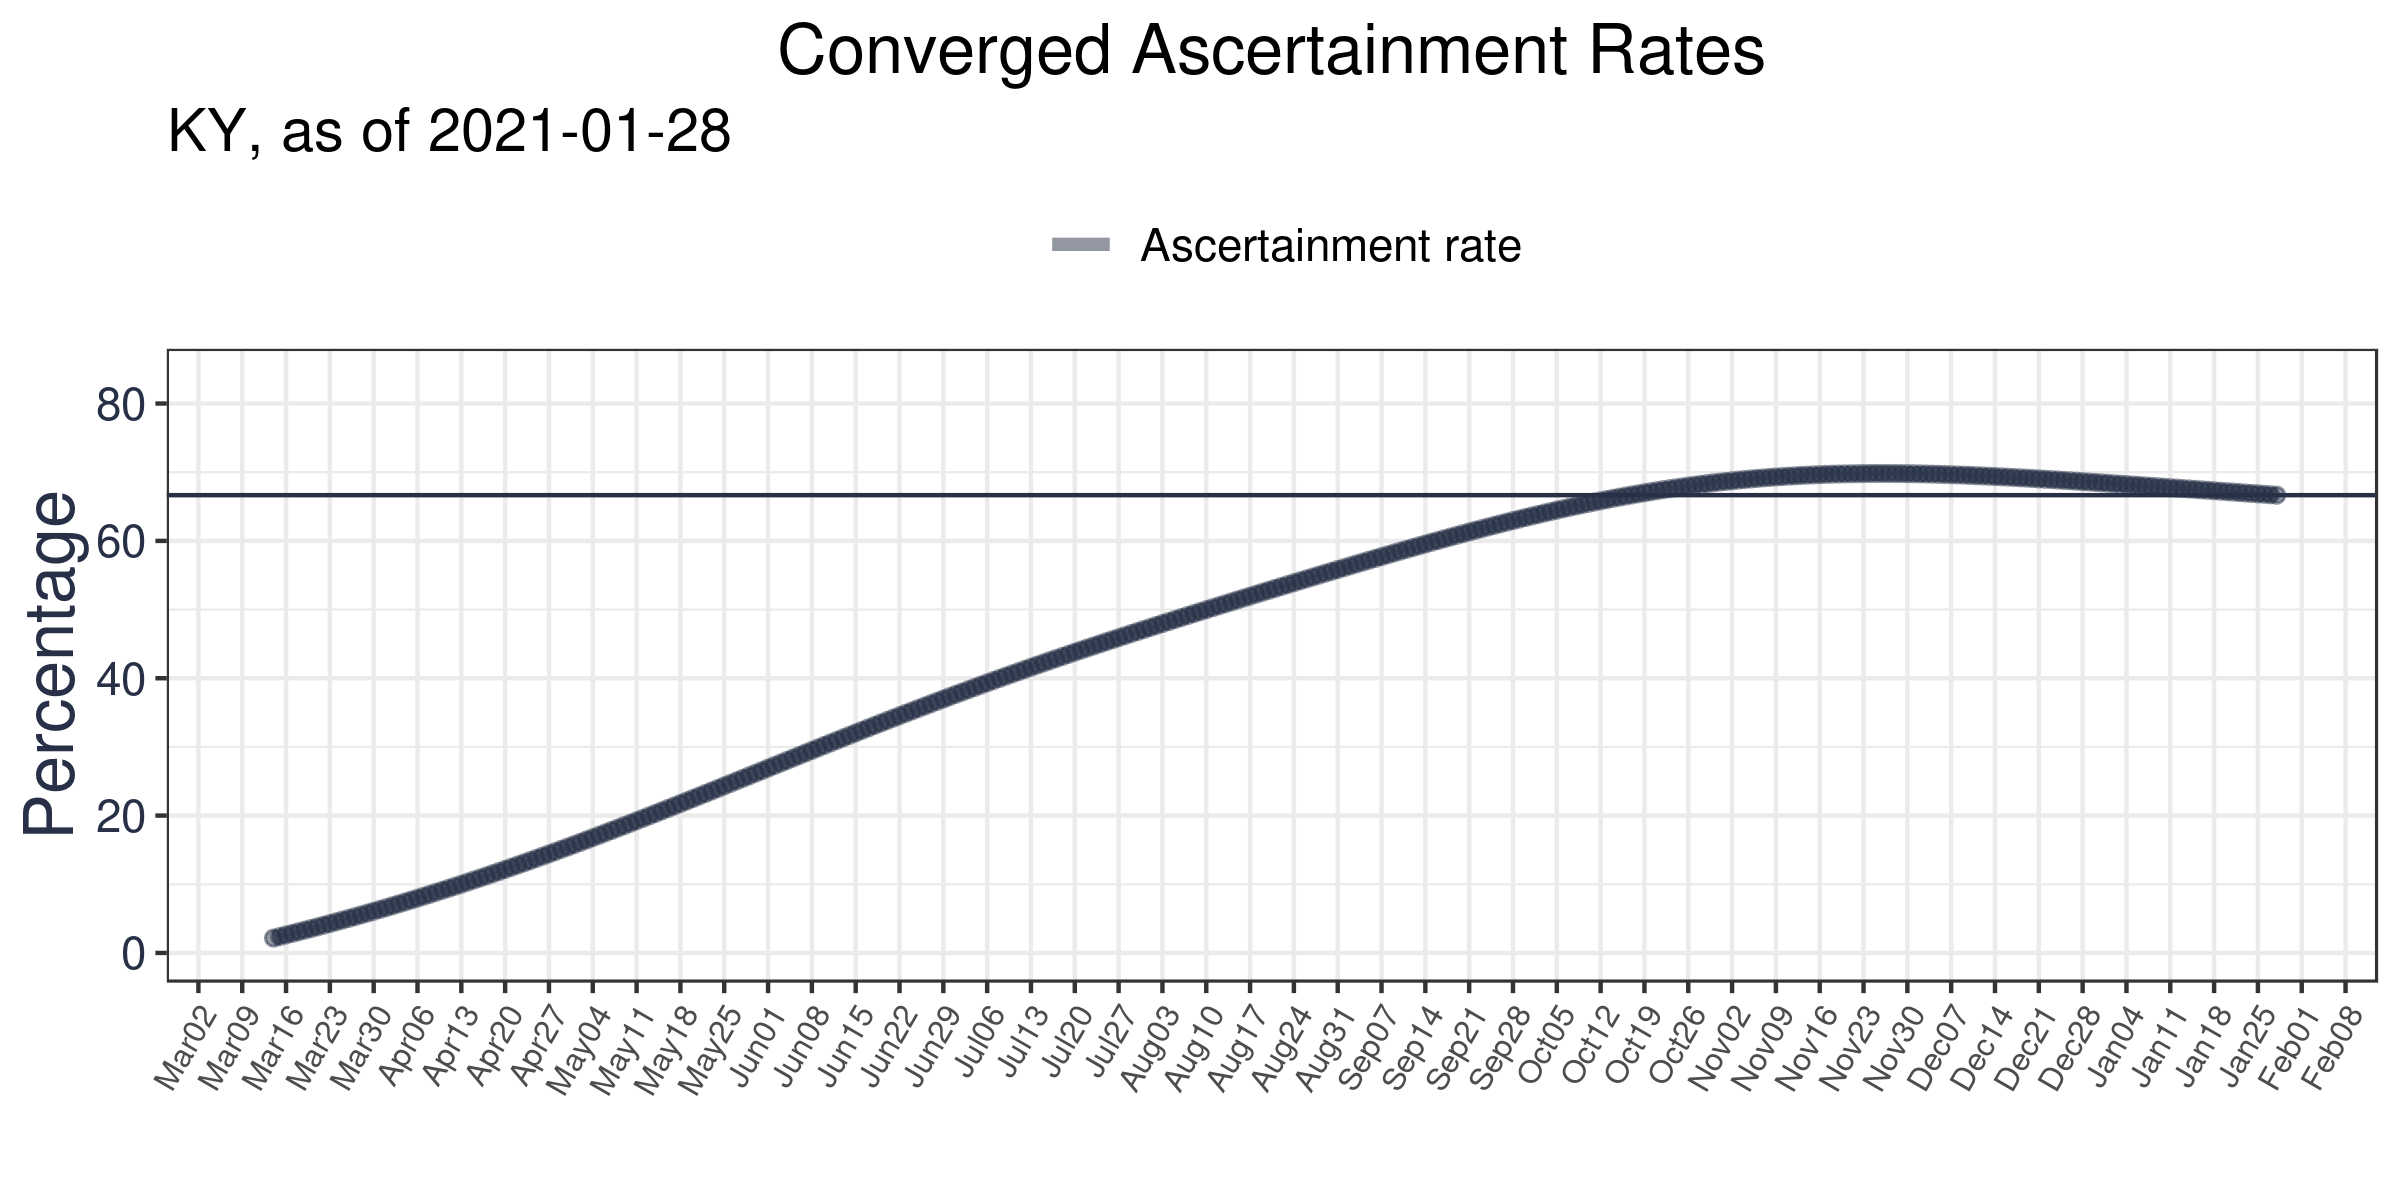 Converged Ascertainment Rates
KY, as of 2021-01-28
Ascertainment rate
Percentage
80
60
40
20
0
Mar02
Mar09
Mar16
Mar23
Mar30
Apr06
Apr13
Apr20
Apr27
May04
May11
May18
May25
Jun01
Jun08
Jun15
Jun22
Jun29
Jul06
Jul13
Jul20
Jul27
Aug03
Aug10
Aug17
Aug24
Aug31
Sep07
Sep14
Sep21
Sep28
Oct05
Oct12
Oct19
Oct26
Nov02
Nov09
Nov16
Nov23
Nov30
Dec07
Dec14
Dec21
Dec28
Jan04
Jan11
Jan18
Jan25
Feb01
Feb08